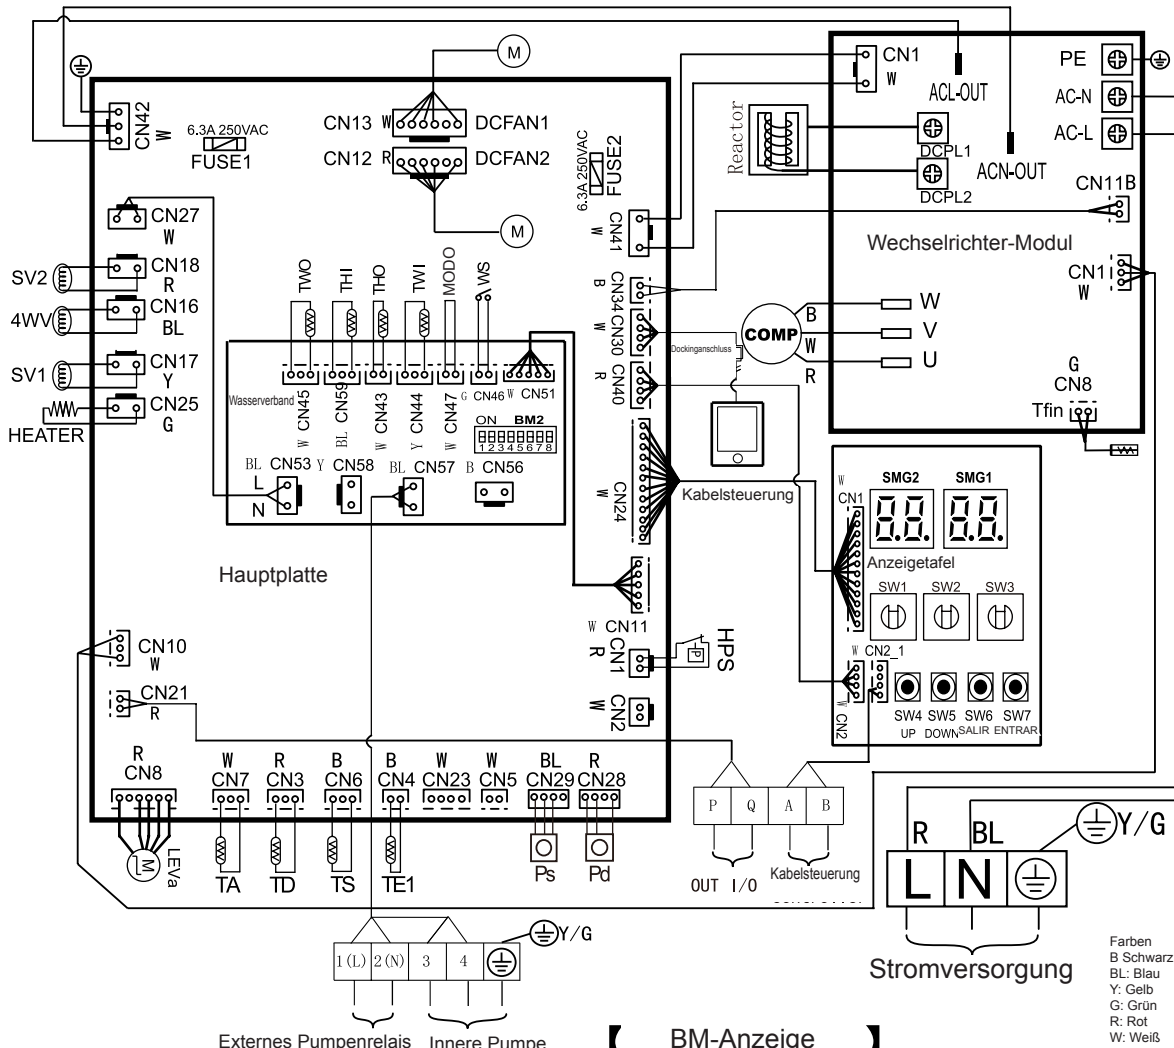 CN42
W
6.3A 250VAC
FUSE1
CN13 W
DCFAN1
CN12 R
DCFAN2
M
M
6.3A 250VAC
FUSE2
CN27
W
SV2
CN18
R
4WV
CN16
BL
SV1
CN17
Y
CN25
G
HEATER
TWO
THI
THO
TWI
MODO
WS
Wasserverband
W CN45
BL CN59
W CN43
Y CN44
W CN47
G CN46
W CN51
ON BM2
1 2 3 4 5 6 7 8
BL CN53
Y CN58
BL CN57
B CN56
L
N
Hauptplatte
CN41
W
B CN34
W CN30
R CN40
CN24
W
W CN11
R CN1
HPS
P
W CN2
CN10
W
CN21
R
R
CN8
W
CN7
R
CN3
B
CN6
B
CN4
W
CN23
W
CN5
BL
CN29
R
CN28
M
LEVa
TA
TD
TS
TE1
Ps
Pd
Reactor
DCPL1
DCPL2
CN1
W
ACL-OUT
ACN-OUT
PE
AC-N
AC-L
CN11B
Wechselrichter-Modul
CN11
W
COMP
B
W
R
W
V
U
G
CN8
Tfin
Dockinganschluss
Kabelsteuerung
W
CN1
SMG2
SMG1
8.8.
8.8.
Anzeigetafel
SW1
SW2
SW3
W CN2_1
W CN2
SW4
SW5
SW6
SW7
UP
DOWN
SALIR
ENTRAR
P
Q
A
B
OUT I/O
Kabelsteuerung
R
BL
Y/G
L
N
Stromversorgung
Y/G
1(L)
2(N)
3
4
Externes Pumpenrelais
Innere Pumpe
【 BM-Anzeige 】
Farben
B Schwarz
BL: Blau
Y: Gelb
G: Grün
R: Rot
W: Weiß